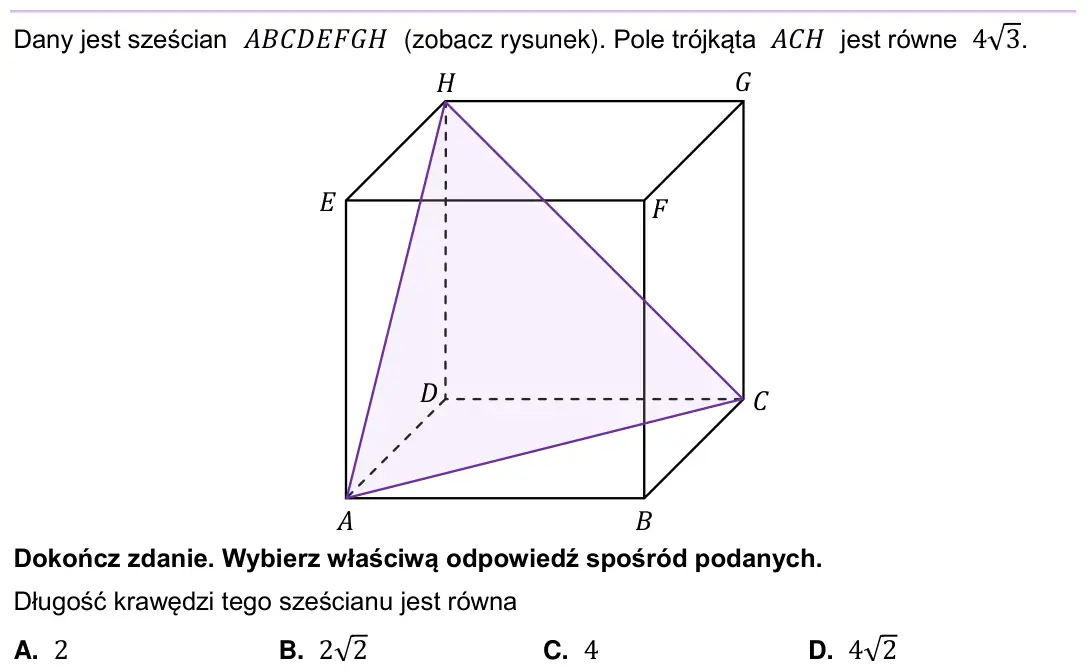 Dany jest sześcian ABCDEFGH (zobacz rysunek). Pole trójkąta ACH jest równe 4√3.
H G
E F
D C
A B
Dokończ zdanie. Wybierz właściwą odpowiedź spośród podanych.
Długość krawędzi tego sześcianu jest równa
A. 2 B. 2√2 C. 4 D. 4√2